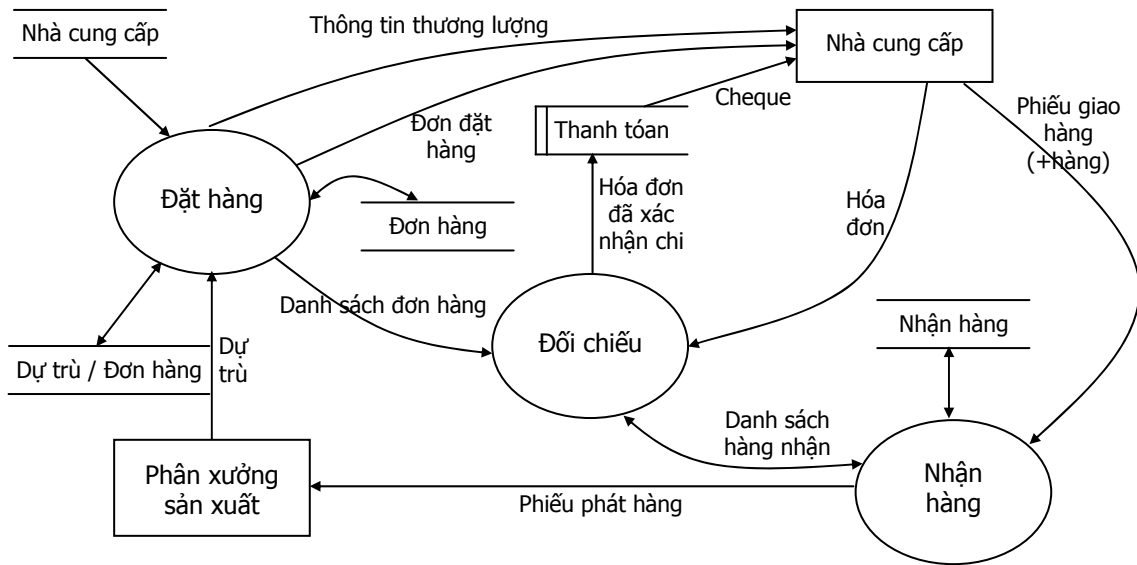 Thông tin thương lượng
Nhà cung cấp
Nhà cung cấp
Cheque
Phiếu giao
hàng
(+hàng)
Đơn đặt
hàng
Thanh tóan
Đặt hàng
Hóa đơn
đã xác
nhận chi
Hóa
đơn
Đơn hàng
Danh sách đơn hàng
Đối chiếu
Nhận hàng
Dự
trù
Dự trù / Đơn hàng
Danh sách
hàng nhận
Phân xưởng
sản xuất
Nhận
hàng
Phiếu phát hàng